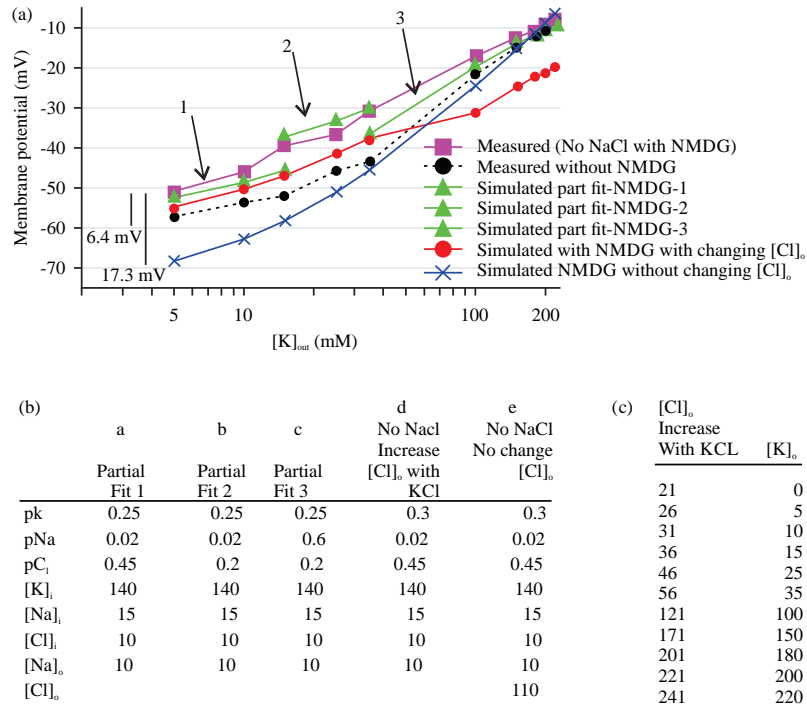 (a)
-10
-20
-30
-40
-50
-60
-70
Membrane potential (mV)
1
2
3
6.4 mV
17.3 mV
5
10
100
200
[K]out (mM)
Measured (No NaCl with NMDG)
Measured without NMDG
Simulated part fit-NMDG-1
Simulated part fit-NMDG-2
Simulated part fit-NMDG-3
Simulated with NMDG with changing [Cl]o
Simulated NMDG without changing [Cl]o
(b)
a b c d e
Partial Fit 1
Partial Fit 2
Partial Fit 3
No Nacl Increase [Cl]o with KCl
No NaCl No change [Cl]o
pk 0.25 0.25 0.25 0.3 0.3
pNa 0.02 0.02 0.6 0.02 0.02
pCl 0.45 0.2 0.2 0.45 0.45
[K]i 140 140 140 140 140
[Na]i 15 15 15 15 15
[Cl]i 10 10 10 10 10
[Na]o 10 10 10 10 10
[Cl]o 110
(c)
[Cl]o
Increase
With KCL [K]o
21 0
26 5
31 10
36 15
46 25
56 35
121 100
171 150
201 180
221 200
241 220